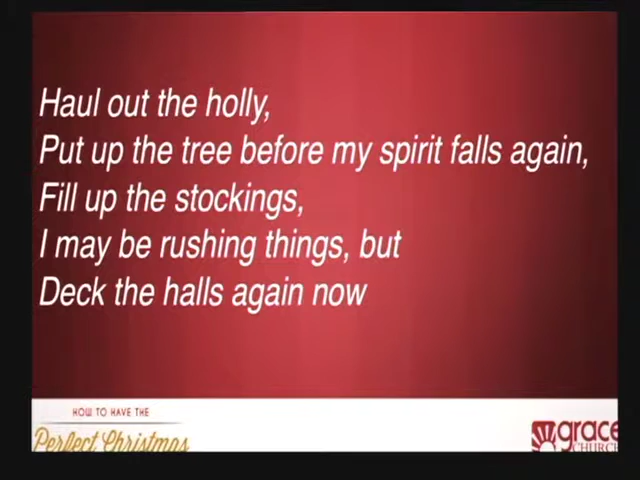 Haul out the holly,
Put up the tree before my spirit falls again,
Fill up the stockings,
I may be rushing things, but
Deck the halls again now
HOW TO HAVE THE
Perfect Christmas
grace
CHURCH